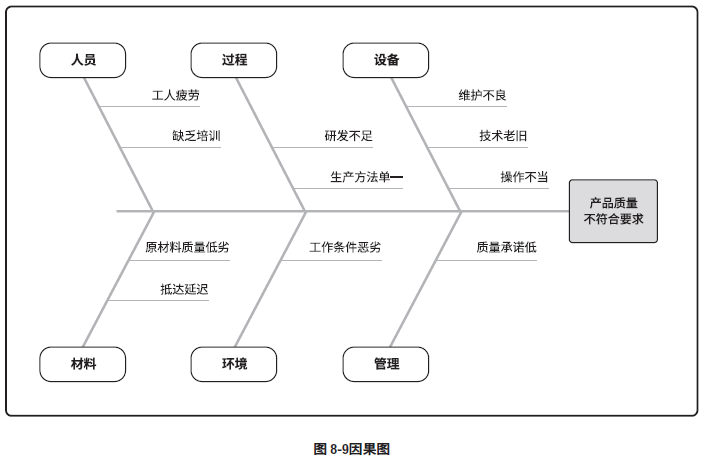 人员
过程
设备
工人疲劳
维护不良
缺乏培训
研发不足
技术老旧
生产方法单一
操作不当
产品质量
不符合要求
原材料质量低劣
工作条件恶劣
质量承诺低
抵达延迟
材料
环境
管理
图 8-9因果图